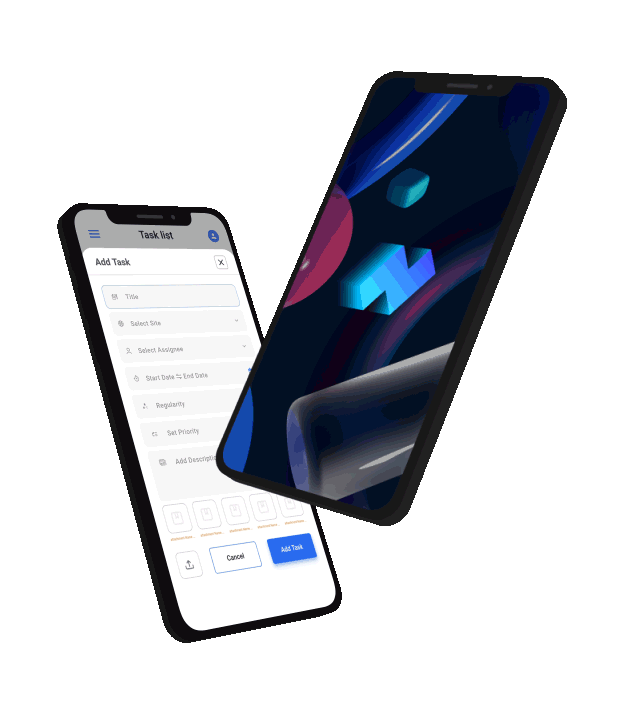 Task list
Add Task
Title
Select Site
Select Assignee
Start Date ⇆ End Date
Regularity
Set Priority
Add Descriptio
Cancel
Add Task